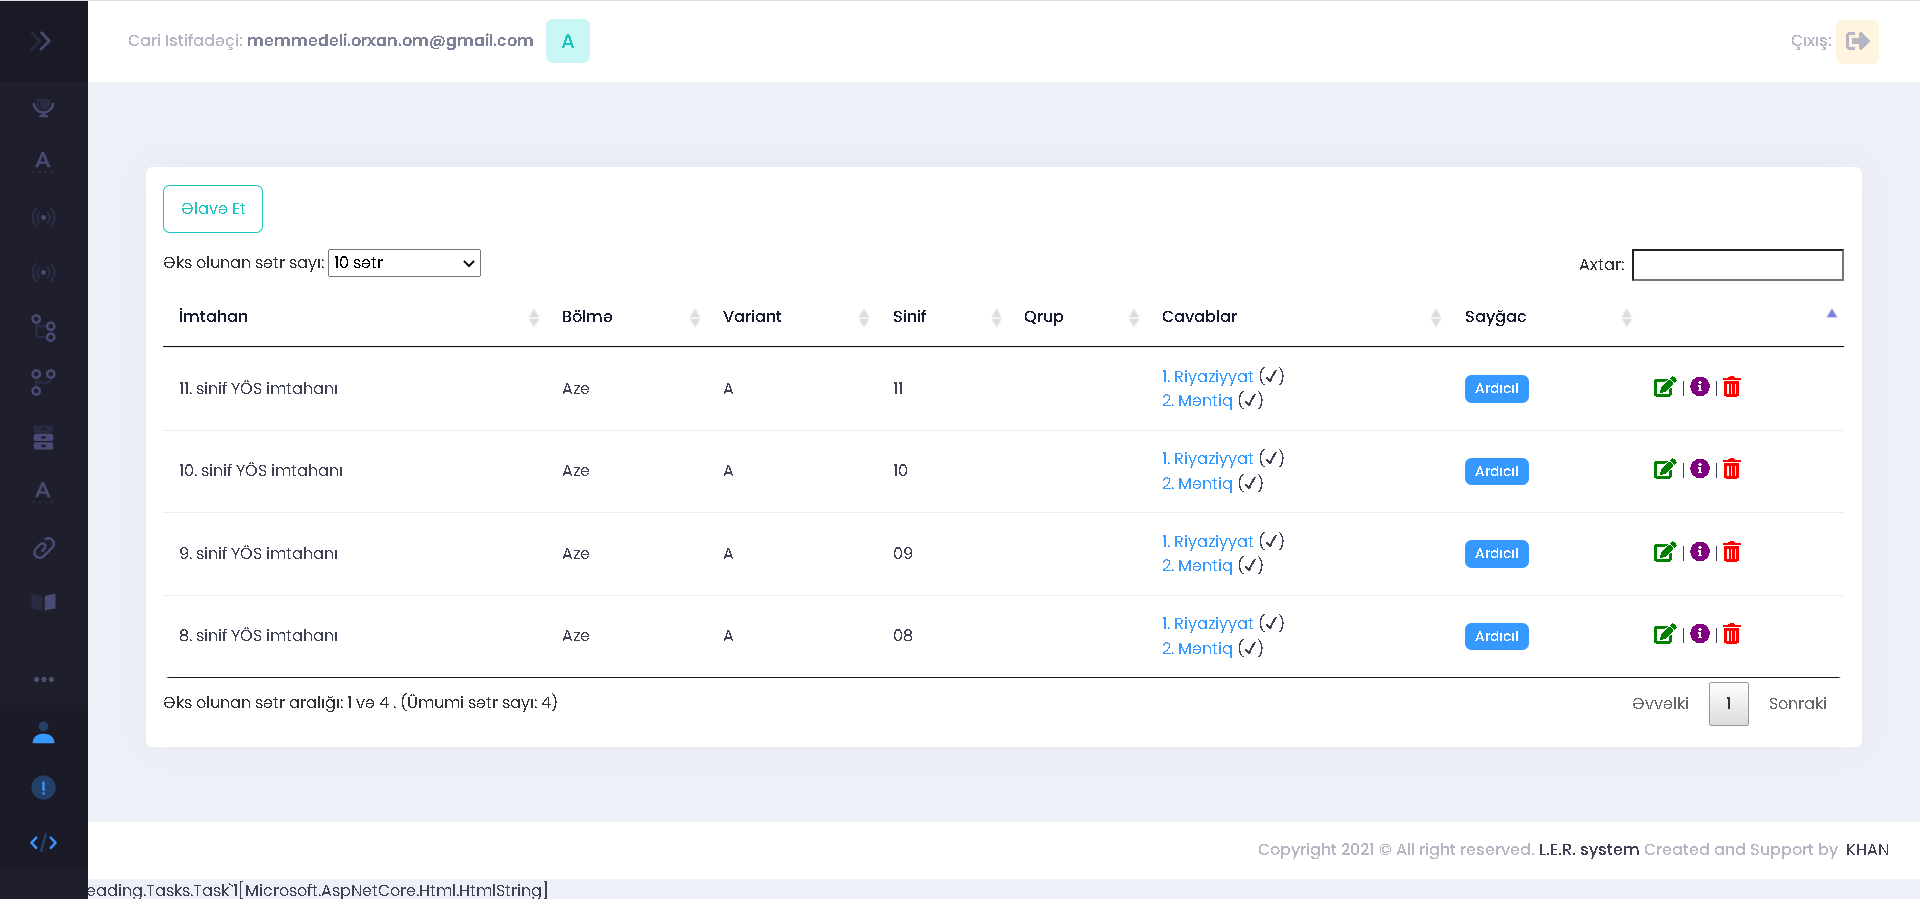 Cari Istifadəçi: memmedeli.orxan.om@gmail.com A Çıxış:
A
A
Əlavə Et
Əks olunan sətr sayı: 10 sətr Axtar:
İmtahan Bölmə Variant Sinif Qrup Cavablar Sayğac
11. sinif YÖS imtahanı Aze A 11 1. Riyaziyyat (✓) Ardıcıl
2. Məntiq (✓)
10. sinif YÖS imtahanı Aze A 10 1. Riyaziyyat (✓) Ardıcıl
2. Məntiq (✓)
9. sinif YÖS imtahanı Aze A 09 1. Riyaziyyat (✓) Ardıcıl
2. Məntiq (✓)
8. sinif YÖS imtahanı Aze A 08 1. Riyaziyyat (✓) Ardıcıl
2. Məntiq (✓)
Əks olunan sətr aralığı: 1 və 4 . (Ümumi sətr sayı: 4) Əvvəlki 1 Sonraki
Copyright 2021 © All right reserved. L.E.R. system Created and Support by KHAN
eading.Tasks.Task`1[Microsoft.AspNetCore.Html.HtmlString]